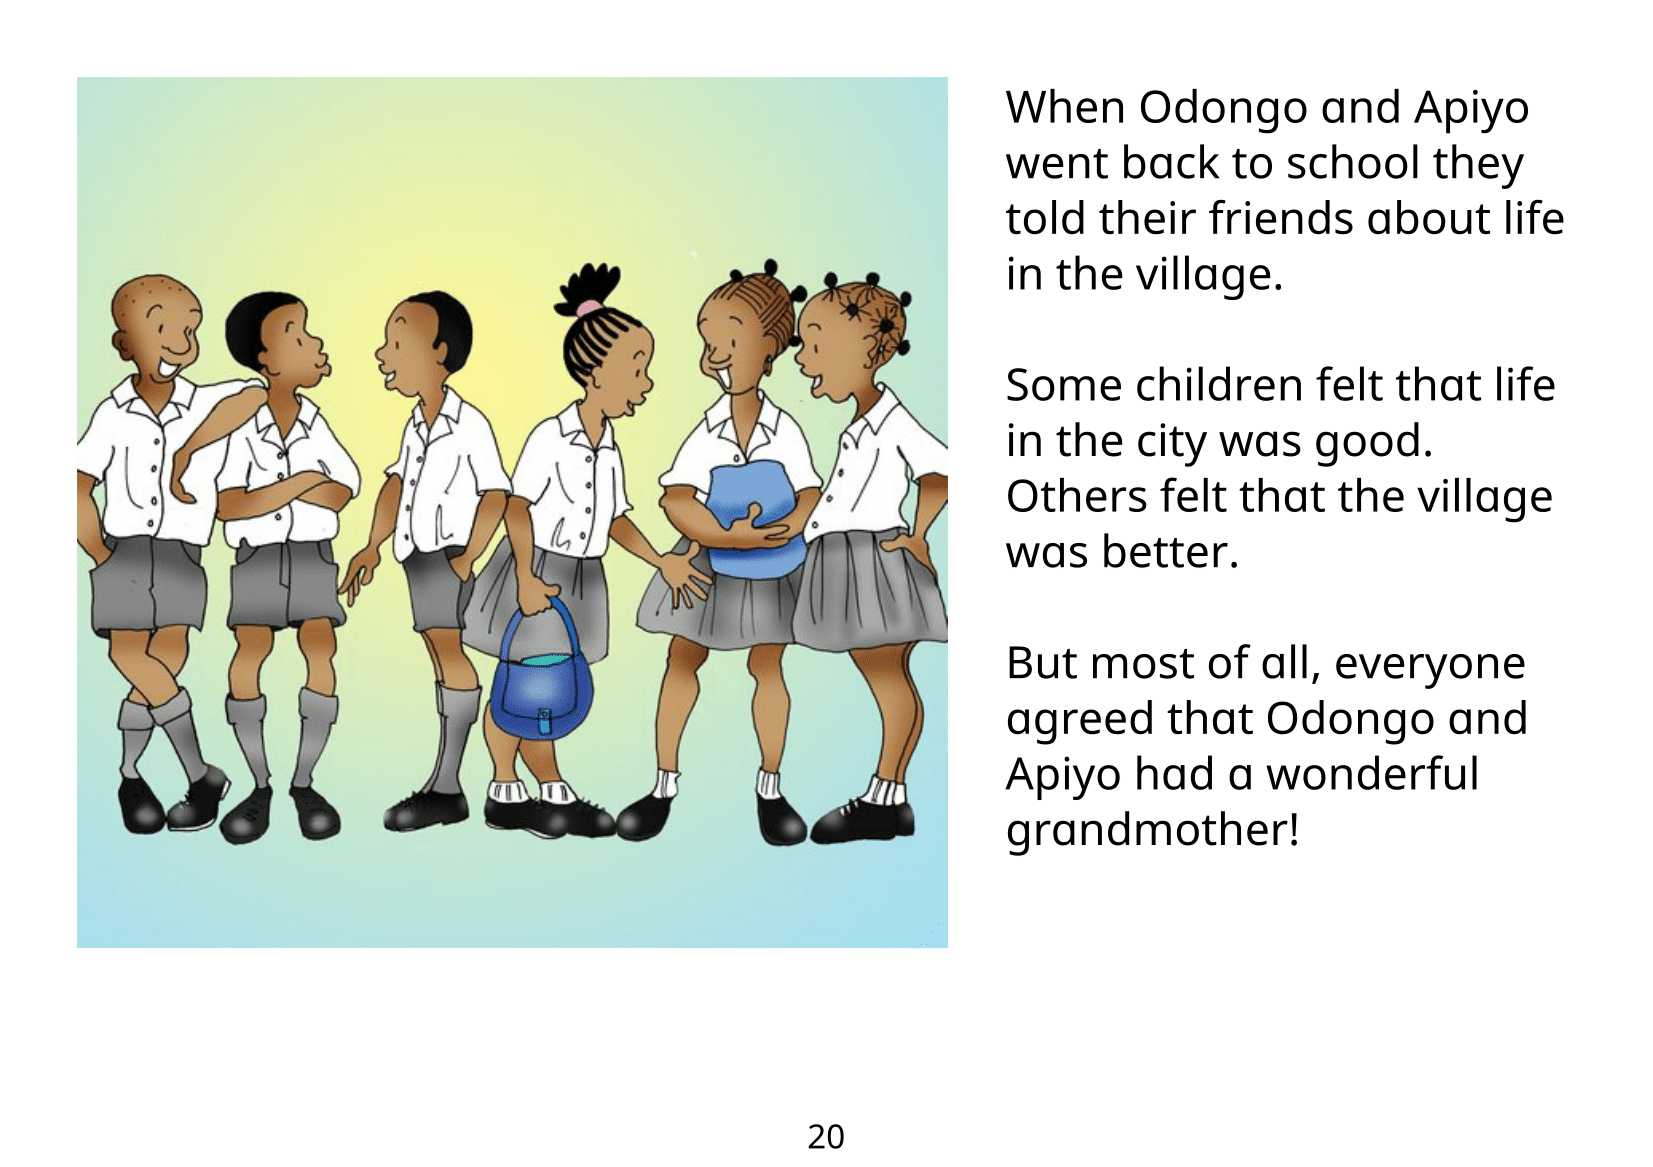 When Odongo and Apiyo
went back to school they
told their friends about life
in the village.
Some children felt that life
in the city was good.
Others felt that the village
was better.
But most of all, everyone
agreed that Odongo and
Apiyo had a wonderful
grandmother!
20